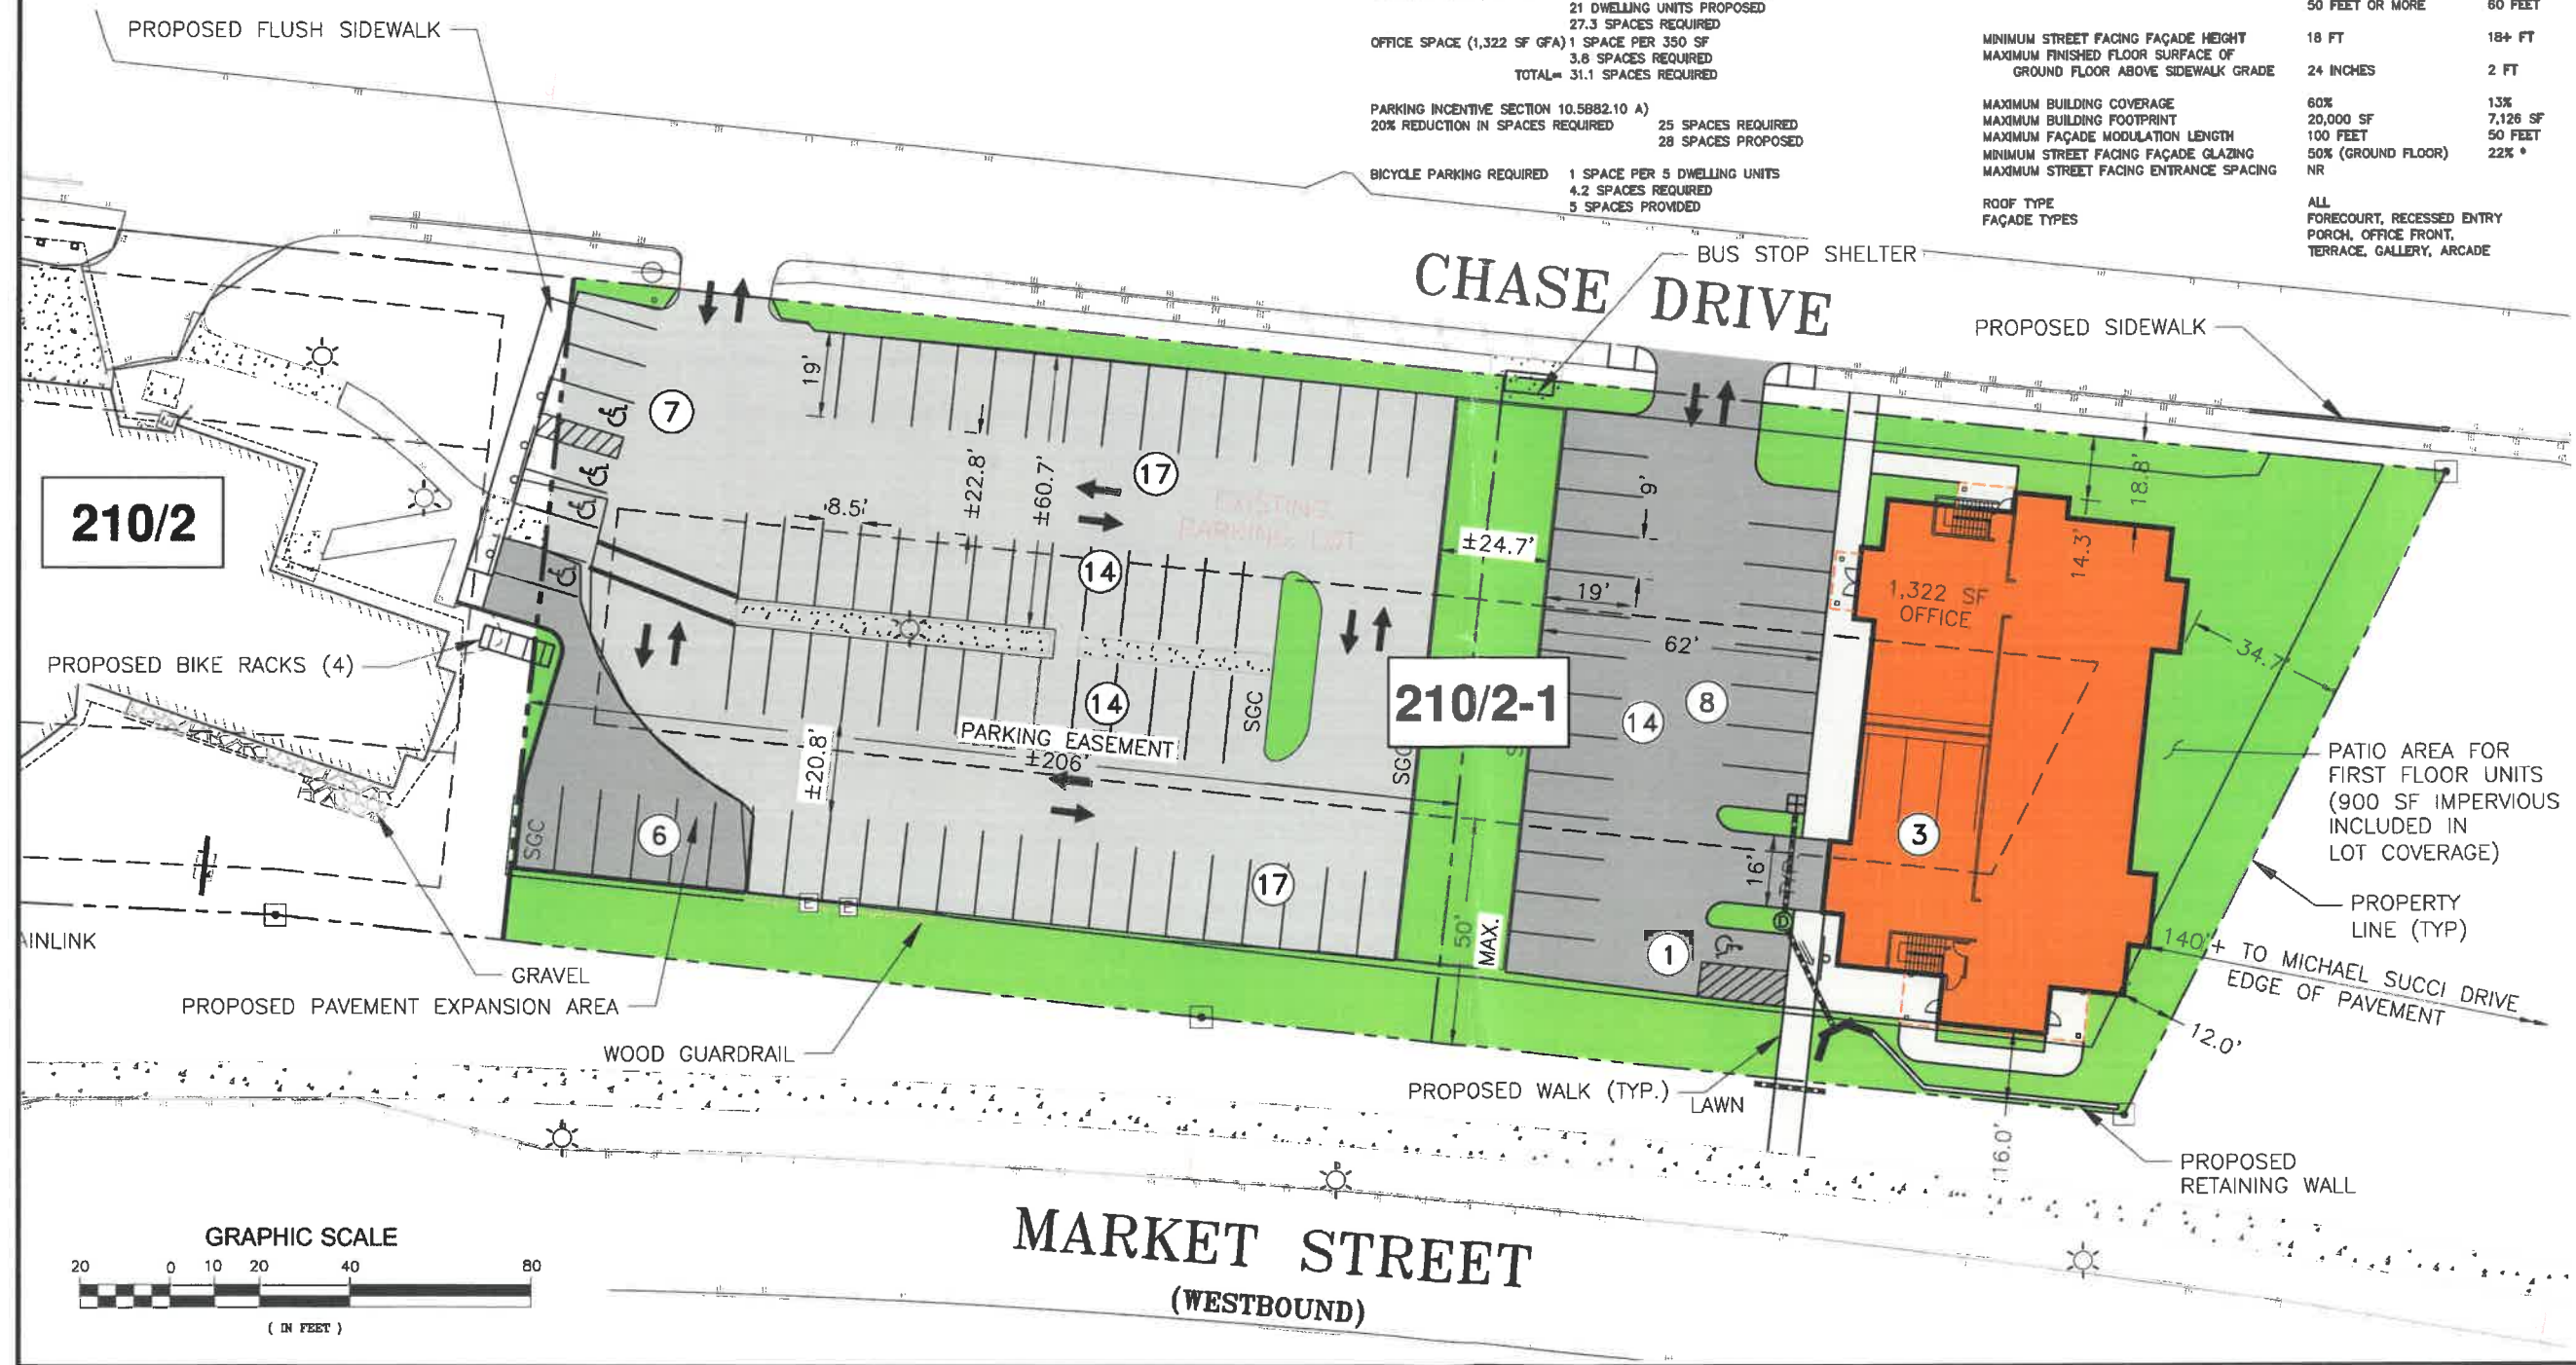 PROPOSED FLUSH SIDEWALK
21 DWELLING UNITS PROPOSED
27.3 SPACES REQUIRED
OFFICE SPACE (1,322 SF GFA) 1 SPACE PER 350 SF
3.8 SPACES REQUIRED
TOTAL= 31.1 SPACES REQUIRED
PARKING INCENTIVE SECTION 10.5B82.10 A)
20% REDUCTION IN SPACES REQUIRED 25 SPACES REQUIRED
28 SPACES PROPOSED
BICYCLE PARKING REQUIRED 1 SPACE PER 5 DWELLING UNITS
4.2 SPACES REQUIRED
5 SPACES PROVIDED
50 FEET OR MORE 60 FEET
MINIMUM STREET FACING FAÇADE HEIGHT 18 FT 18+ FT
MAXIMUM FINISHED FLOOR SURFACE OF
GROUND FLOOR ABOVE SIDEWALK GRADE 24 INCHES 2 FT
MAXIMUM BUILDING COVERAGE 60% 13%
MAXIMUM BUILDING FOOTPRINT 20,000 SF 7,126 SF
MAXIMUM FAÇADE MODULATION LENGTH 100 FEET 50 FEET
MINIMUM STREET FACING FAÇADE GLAZING 50% (GROUND FLOOR) 22% *
MAXIMUM STREET FACING ENTRANCE SPACING NR
ROOF TYPE ALL
FAÇADE TYPES FORECOURT, RECESSED ENTRY
PORCH, OFFICE FRONT,
TERRACE, GALLERY, ARCADE
BUS STOP SHELTER
CHASE DRIVE
PROPOSED SIDEWALK
19'
7
17
±22.8'
±60.7'
8.5'
EXISTING
PARKING LOT
14
±24.7'
9'
19'
62'
18.8'
14.3'
1,322 SF
OFFICE
34.7'
210/2
E
PROPOSED BIKE RACKS (4)
14
PARKING EASEMENT
±206'
±20.8'
SGC
SGC
210/2-1
14
8
16'
3
PATIO AREA FOR
FIRST FLOOR UNITS
(900 SF IMPERVIOUS
INCLUDED IN
LOT COVERAGE)
PROPERTY
LINE (TYP)
SGC
6
17
E
E
50'
MAX.
1
D
140'+ TO MICHAEL SUCCI DRIVE
EDGE OF PAVEMENT
12.0'
AINLINK
GRAVEL
PROPOSED PAVEMENT EXPANSION AREA
WOOD GUARDRAIL
PROPOSED WALK (TYP.)
LAWN
16.0'
PROPOSED
RETAINING WALL
MARKET STREET
(WESTBOUND)
GRAPHIC SCALE
20 0 10 20 40 80
( IN FEET )